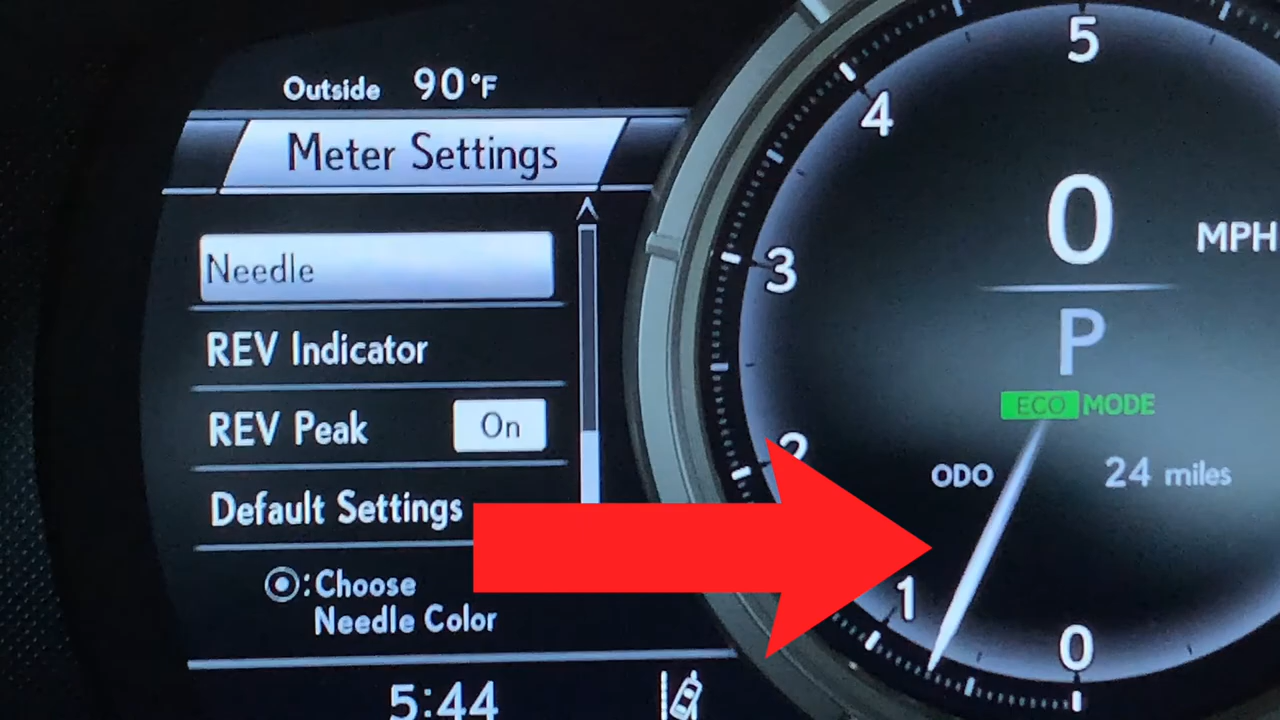 Outside 90°F
Meter Settings
Needle
REV Indicator
REV Peak On
Default Settings
:Choose
Needle Color
5:44
5
4
3
2
1
0
0 MPH
P
ECO MODE
ODO 24 miles